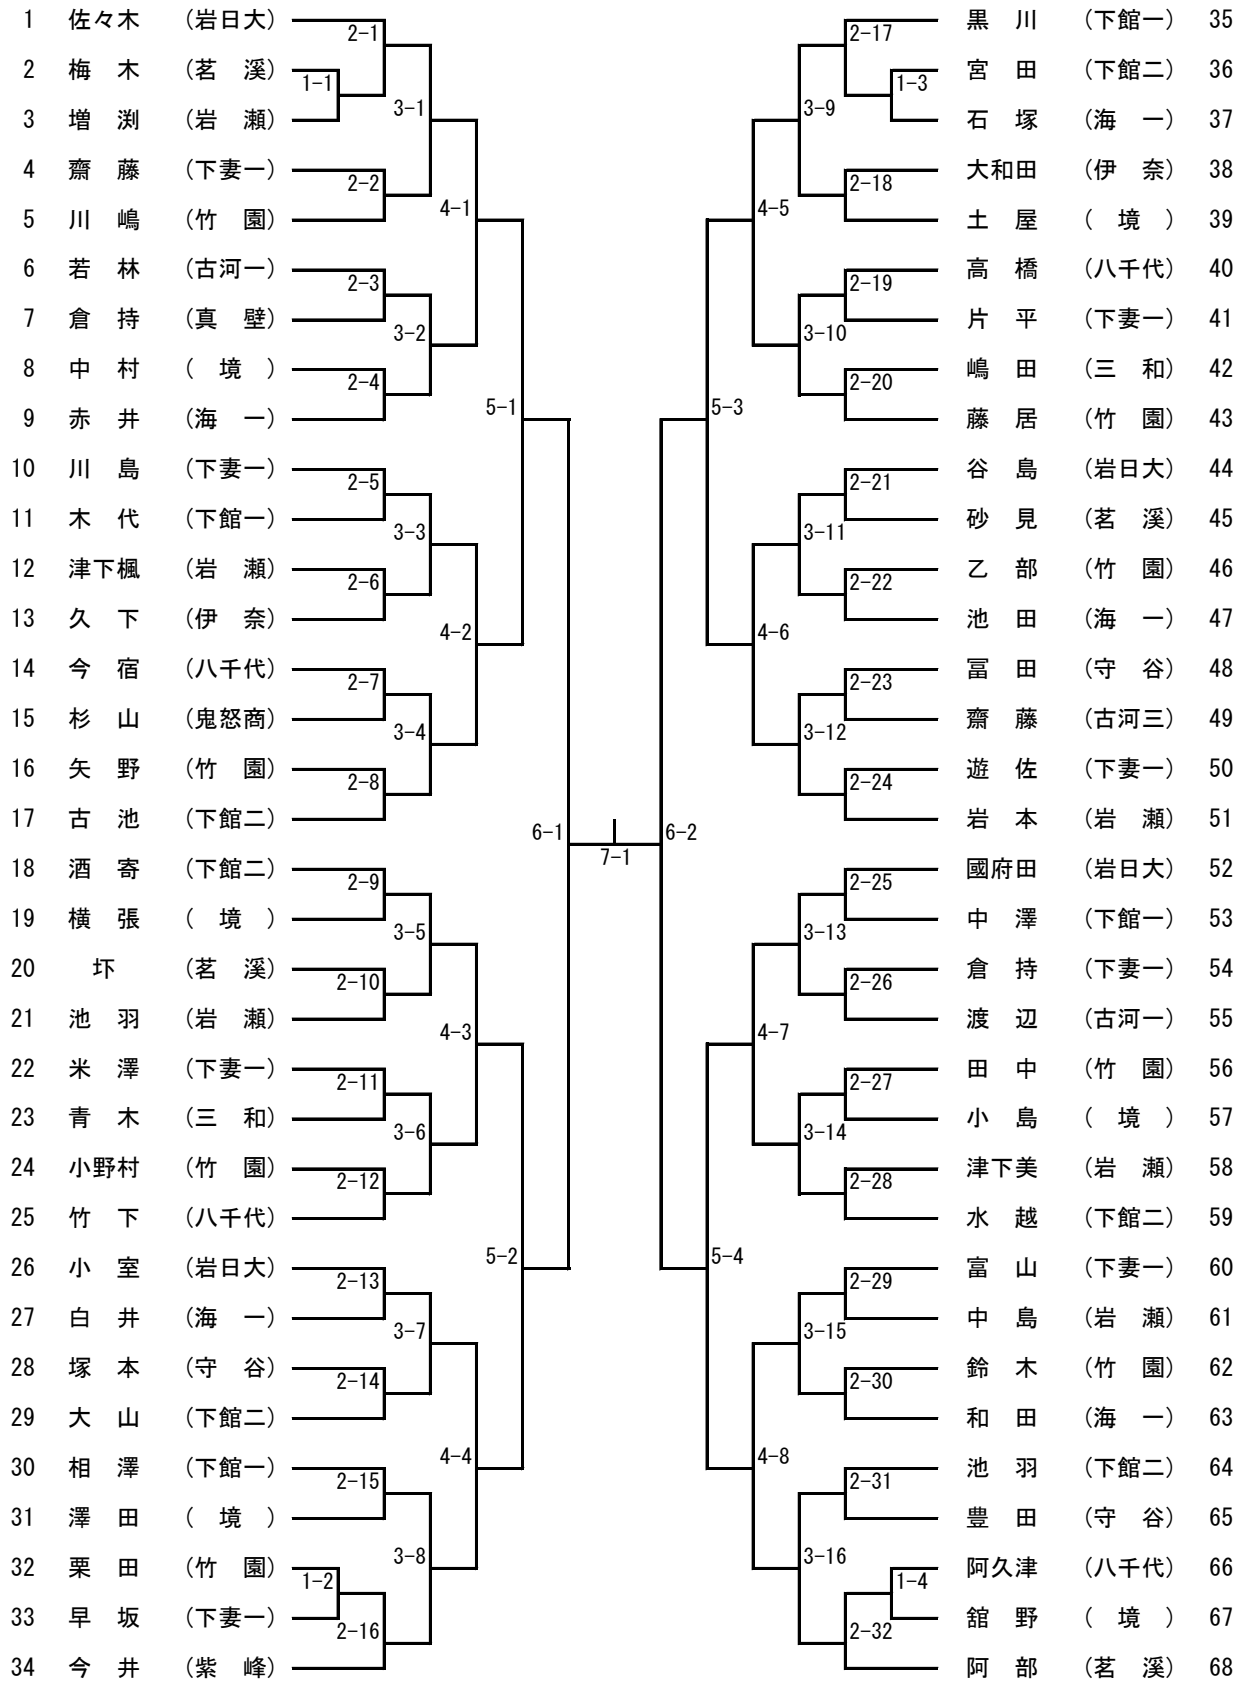 1 佐々木 （岩日大）
2-1
2 梅 木 （茗 溪）
1-1
3 増 渕 （岩 瀬）
3-1
4 齋 藤 （下妻一）
2-2
5 川 嶋 （竹 園）
4-1
6 若 林 （古河一）
2-3
7 倉 持 （真 壁）
3-2
8 中 村 （ 境 ）
2-4
9 赤 井 （海 一）
5-1
10 川 島 （下妻一）
2-5
11 木 代 （下館一）
3-3
12 津下楓 （岩 瀬）
2-6
13 久 下 （伊 奈）
4-2
14 今 宿 （八千代）
2-7
15 杉 山 （鬼怒商）
3-4
16 矢 野 （竹 園）
2-8
17 古 池 （下館二）
6-1
7-1
18 酒 寄 （下館二）
2-9
19 横 張 （ 境 ）
3-5
20 圷 （茗 溪）
2-10
21 池 羽 （岩 瀬）
4-3
22 米 澤 （下妻一）
2-11
23 青 木 （三 和）
3-6
24 小野村 （竹 園）
2-12
25 竹 下 （八千代）
5-2
26 小 室 （岩日大）
2-13
27 白 井 （海 一）
3-7
28 塚 本 （守 谷）
2-14
29 大 山 （下館二）
4-4
30 相 澤 （下館一）
2-15
31 澤 田 （ 境 ）
3-8
32 栗 田 （竹 園）
1-2
33 早 坂 （下妻一）
2-16
34 今 井 （紫 峰）
黒 川 （下館一） 35
2-17
宮 田 （下館二） 36
1-3
石 塚 （海 一） 37
3-9
大和田 （伊 奈） 38
2-18
土 屋 （ 境 ） 39
4-5
高 橋 （八千代） 40
2-19
片 平 （下妻一） 41
3-10
嶋 田 （三 和） 42
2-20
藤 居 （竹 園） 43
5-3
谷 島 （岩日大） 44
2-21
砂 見 （茗 溪） 45
3-11
乙 部 （竹 園） 46
2-22
池 田 （海 一） 47
4-6
冨 田 （守 谷） 48
2-23
齋 藤 （古河三） 49
3-12
遊 佐 （下妻一） 50
2-24
岩 本 （岩 瀬） 51
6-2
國府田 （岩日大） 52
2-25
中 澤 （下館一） 53
3-13
倉 持 （下妻一） 54
2-26
渡 辺 （古河一） 55
4-7
田 中 （竹 園） 56
2-27
小 島 （ 境 ） 57
3-14
津下美 （岩 瀬） 58
2-28
水 越 （下館二） 59
5-4
富 山 （下妻一） 60
2-29
中 島 （岩 瀬） 61
3-15
鈴 木 （竹 園） 62
2-30
和 田 （海 一） 63
4-8
池 羽 （下館二） 64
2-31
豊 田 （守 谷） 65
3-16
阿久津 （八千代） 66
1-4
舘 野 （ 境 ） 67
2-32
阿 部 （茗 溪） 68